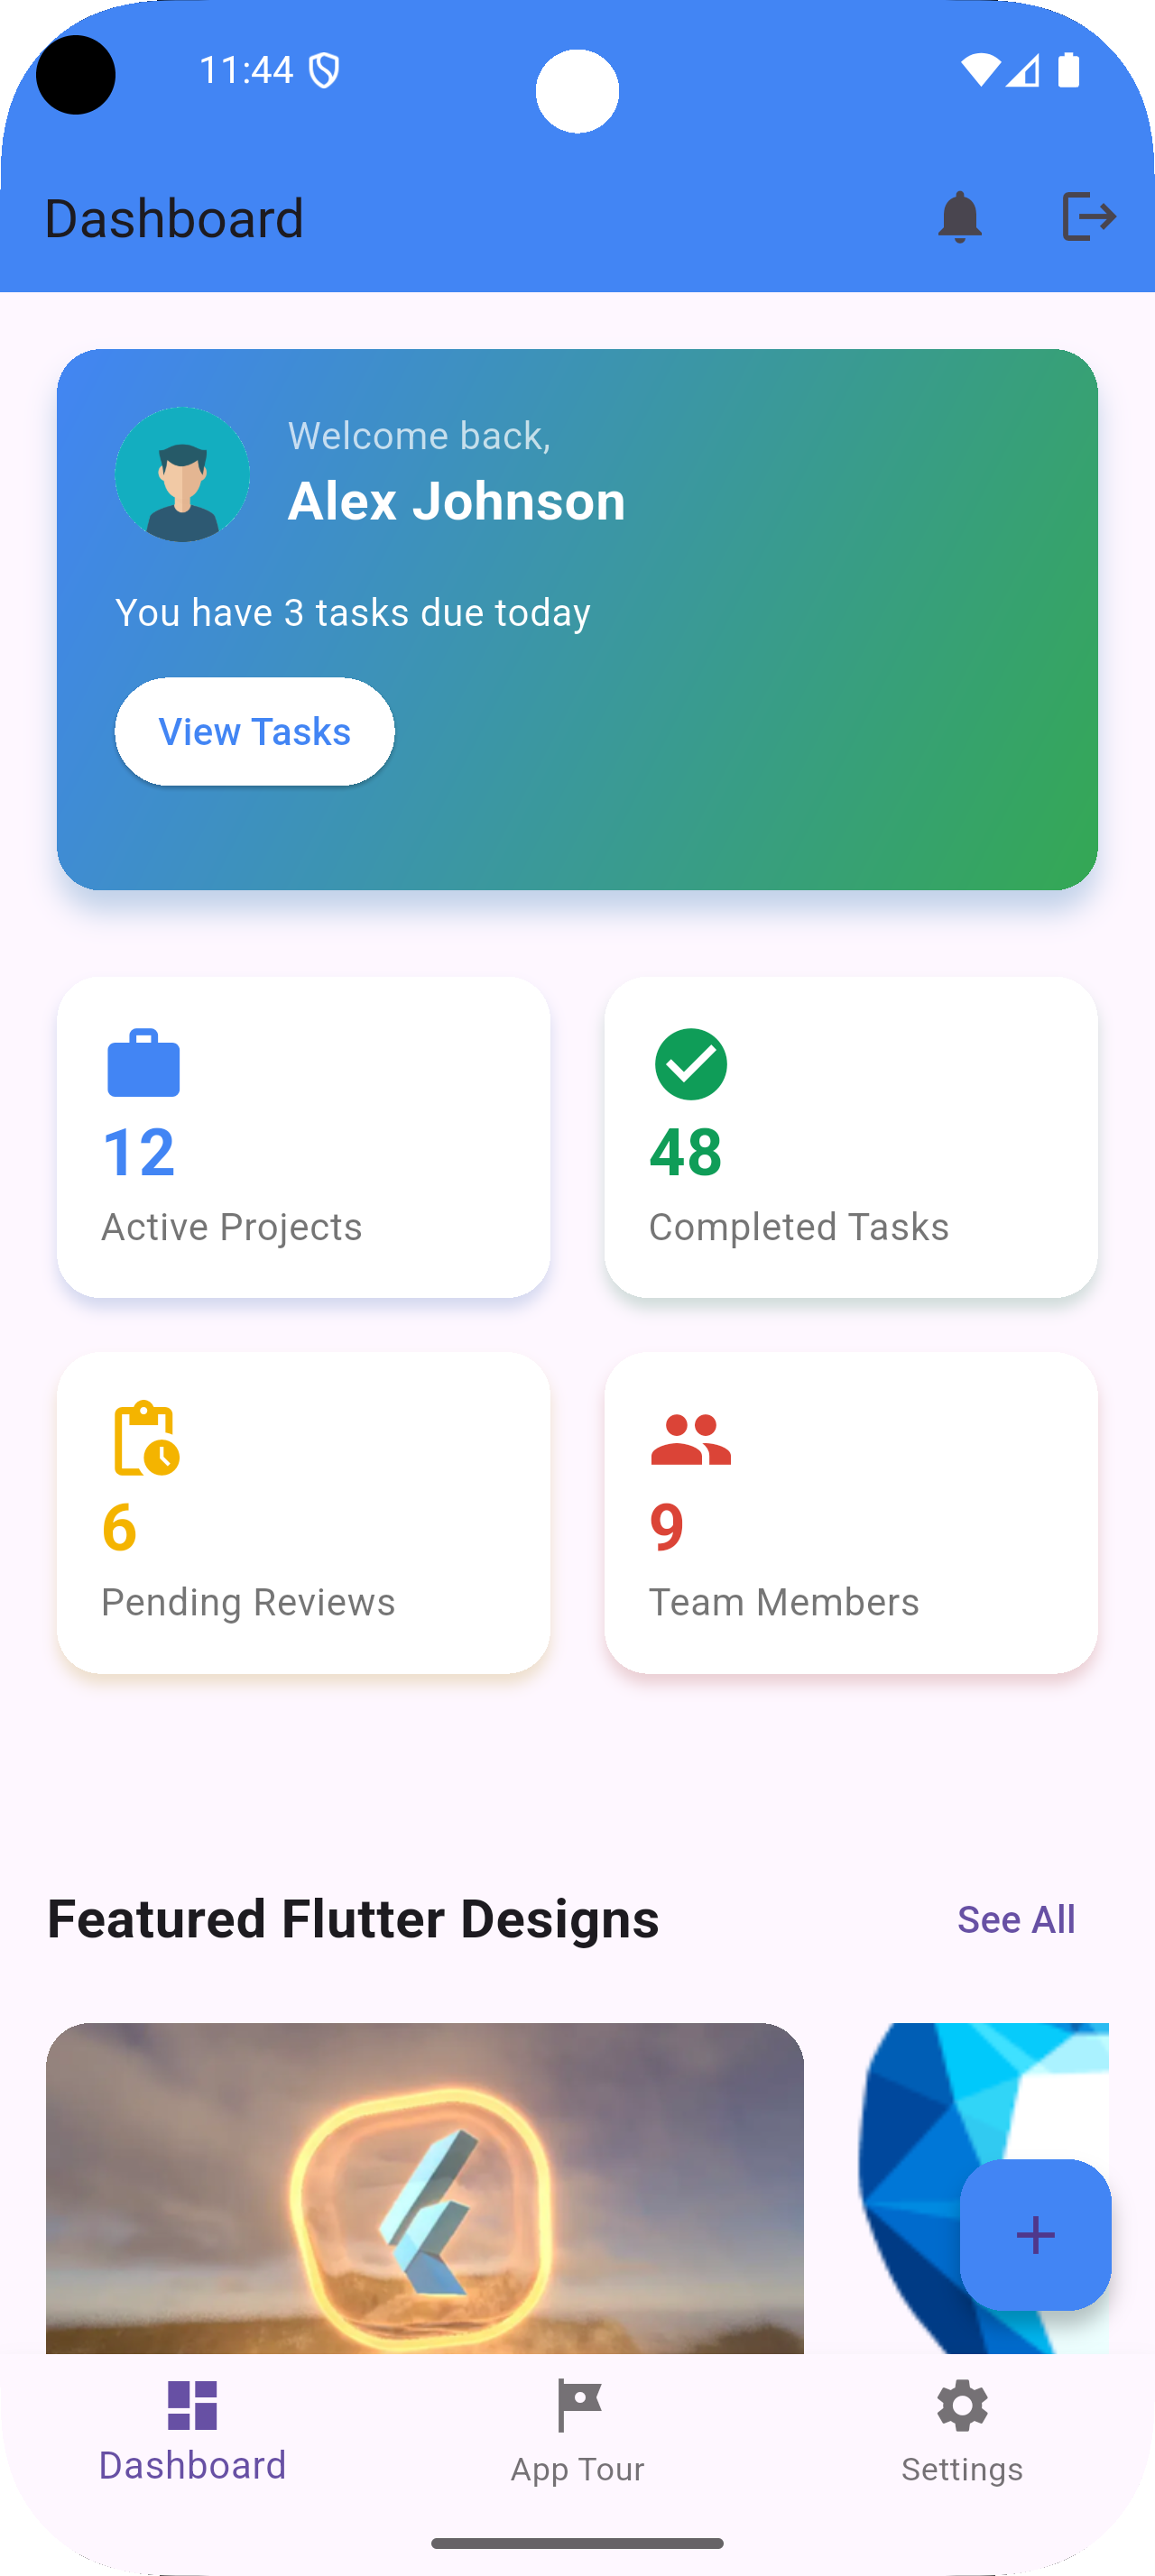 11:44
Dashboard
Welcome back,
Alex Johnson
You have 3 tasks due today
View Tasks
12
Active Projects
48
Completed Tasks
6
Pending Reviews
9
Team Members
Featured Flutter Designs
See All
Dashboard
App Tour
Settings